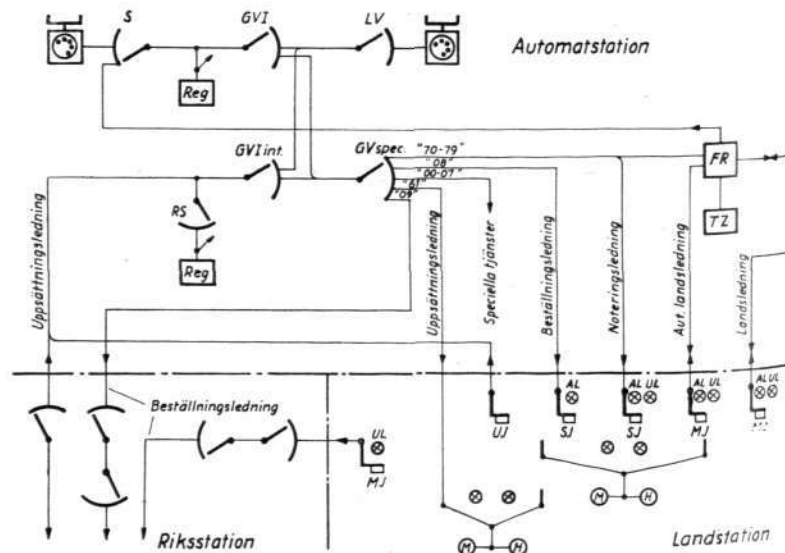 S
GVI
LV
Automatstation
Reg
GVI int.
GVspec.
"70-79"
"08"
"00-07"
"61"
"09"
FR
TZ
RS
Reg
Uppsättningsledning
Uppsättningsledning
Speciella tjänster
Beställningsledning
Noteringsledning
Aut. landsledning
Landsledning
Beställningsledning
UL
MJ
UJ
AL
SJ
AL UL
SJ
AL UL
MJ
AL UL
M H
M H
Riksstation
Landstation